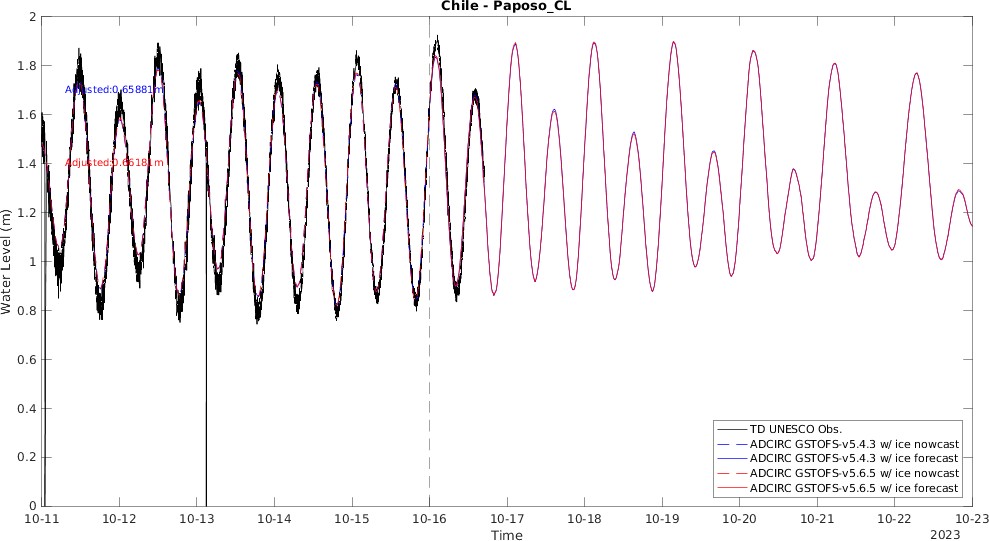 Chile - Paposo_CL
2
1.8
1.6
1.4
1.2
1
0.8
0.6
0.4
0.2
0
Water Level (m)
Adjusted:0.65881m
Adjusted:0.66181m
TD UNESCO Obs.
ADCIRC GSTOFS-v5.4.3 w/ ice nowcast
ADCIRC GSTOFS-v5.4.3 w/ ice forecast
ADCIRC GSTOFS-v5.6.5 w/ ice nowcast
ADCIRC GSTOFS-v5.6.5 w/ ice forecast
10-11 10-12 10-13 10-14 10-15 10-16 10-17 10-18 10-19 10-20 10-21 10-22 10-23
Time
2023